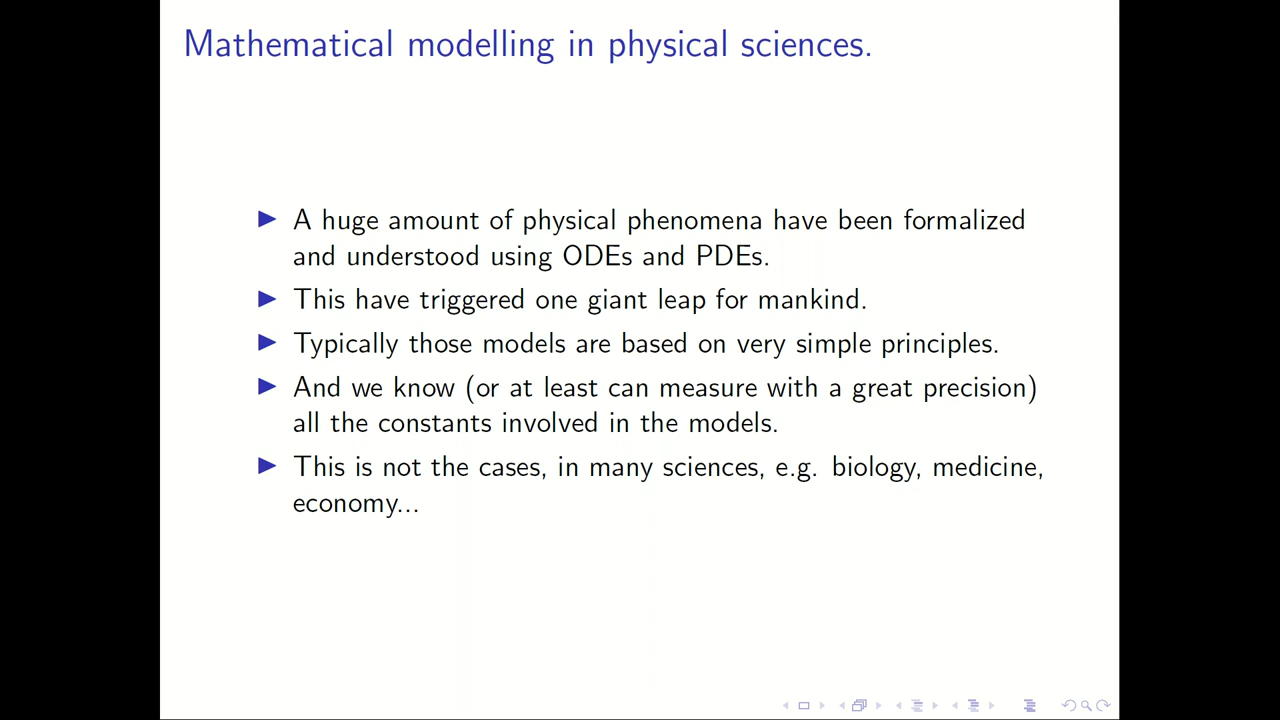 Mathematical modelling in physical sciences.
A huge amount of physical phenomena have been formalized
and understood using ODEs and PDEs.
This have triggered one giant leap for mankind.
Typically those models are based on very simple principles.
And we know (or at least can measure with a great precision)
all the constants involved in the models.
This is not the cases, in many sciences, e.g. biology, medicine,
economy...